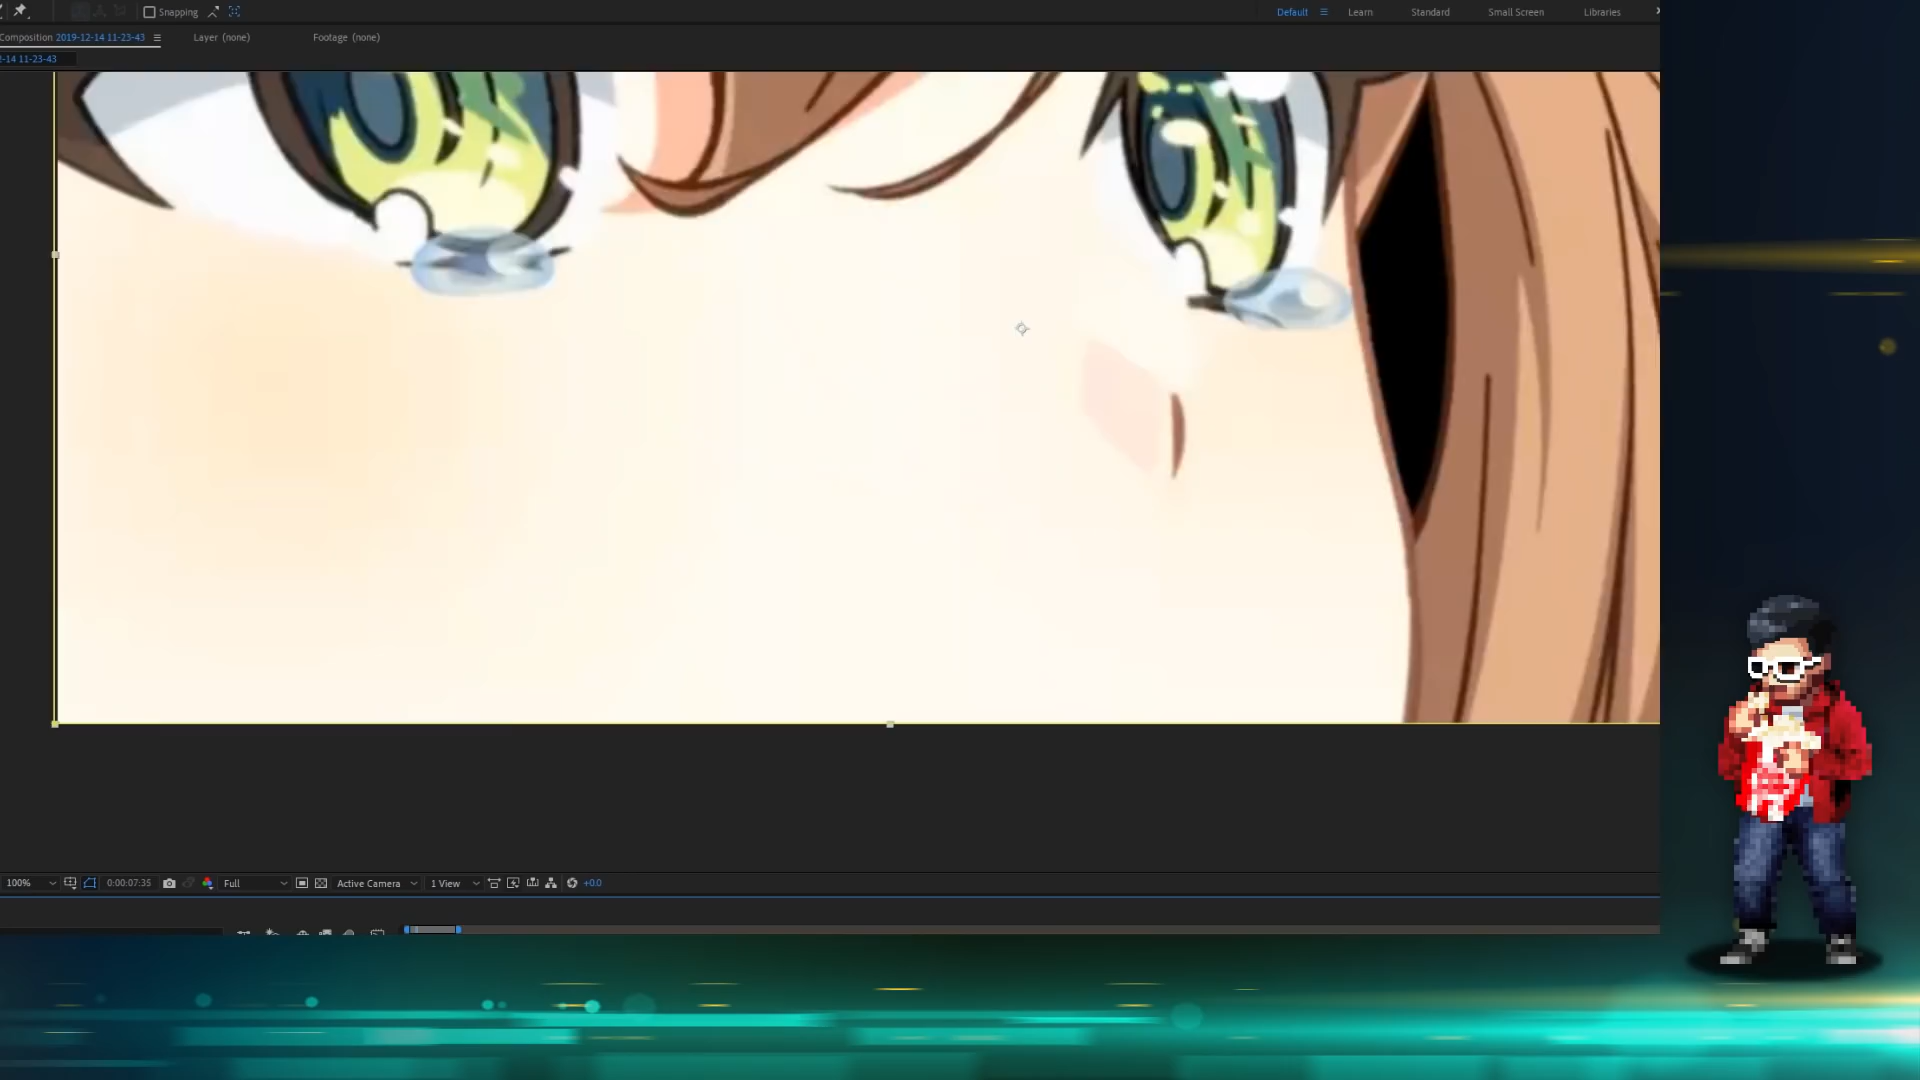 Snapping
Default
Learn
Standard
Small Screen
Libraries
Composition 2019-12-14 11-23-43
Layer (none)
Footage (none)
-14 11-23-43
100%
0:00:07:35
Full
Active Camera
1 View
+0.0